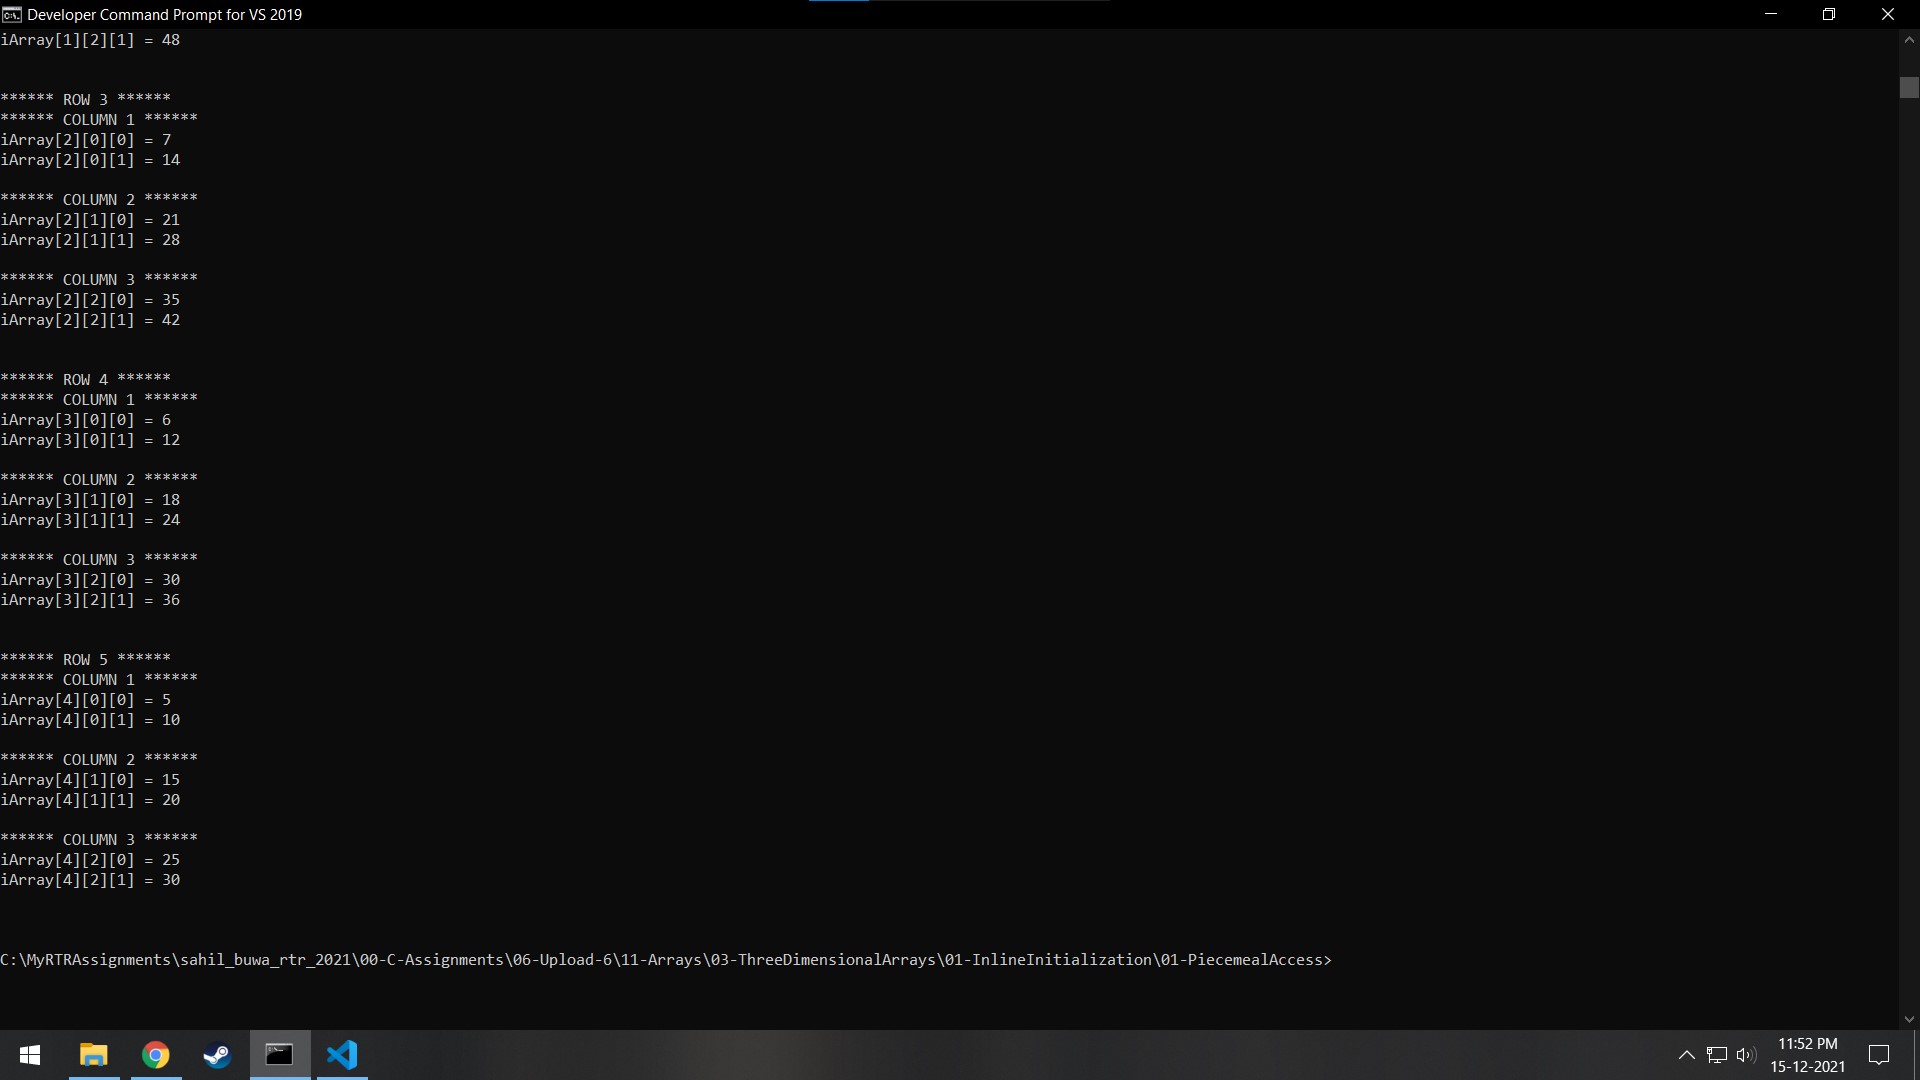 Developer Command Prompt for VS 2019
iArray[1][2][1] = 48
****** ROW 3 ******
****** COLUMN 1 ******
iArray[2][0][0] = 7
iArray[2][0][1] = 14
****** COLUMN 2 ******
iArray[2][1][0] = 21
iArray[2][1][1] = 28
****** COLUMN 3 ******
iArray[2][2][0] = 35
iArray[2][2][1] = 42
****** ROW 4 ******
****** COLUMN 1 ******
iArray[3][0][0] = 6
iArray[3][0][1] = 12
****** COLUMN 2 ******
iArray[3][1][0] = 18
iArray[3][1][1] = 24
****** COLUMN 3 ******
iArray[3][2][0] = 30
iArray[3][2][1] = 36
****** ROW 5 ******
****** COLUMN 1 ******
iArray[4][0][0] = 5
iArray[4][0][1] = 10
****** COLUMN 2 ******
iArray[4][1][0] = 15
iArray[4][1][1] = 20
****** COLUMN 3 ******
iArray[4][2][0] = 25
iArray[4][2][1] = 30
C:\MyRTRAssignments\sahil_buwa_rtr_2021\00-C-Assignments\06-Upload-6\11-Arrays\03-ThreeDimensionalArrays\01-InlineInitialization\01-PiecemealAccess>
11:52 PM
15-12-2021